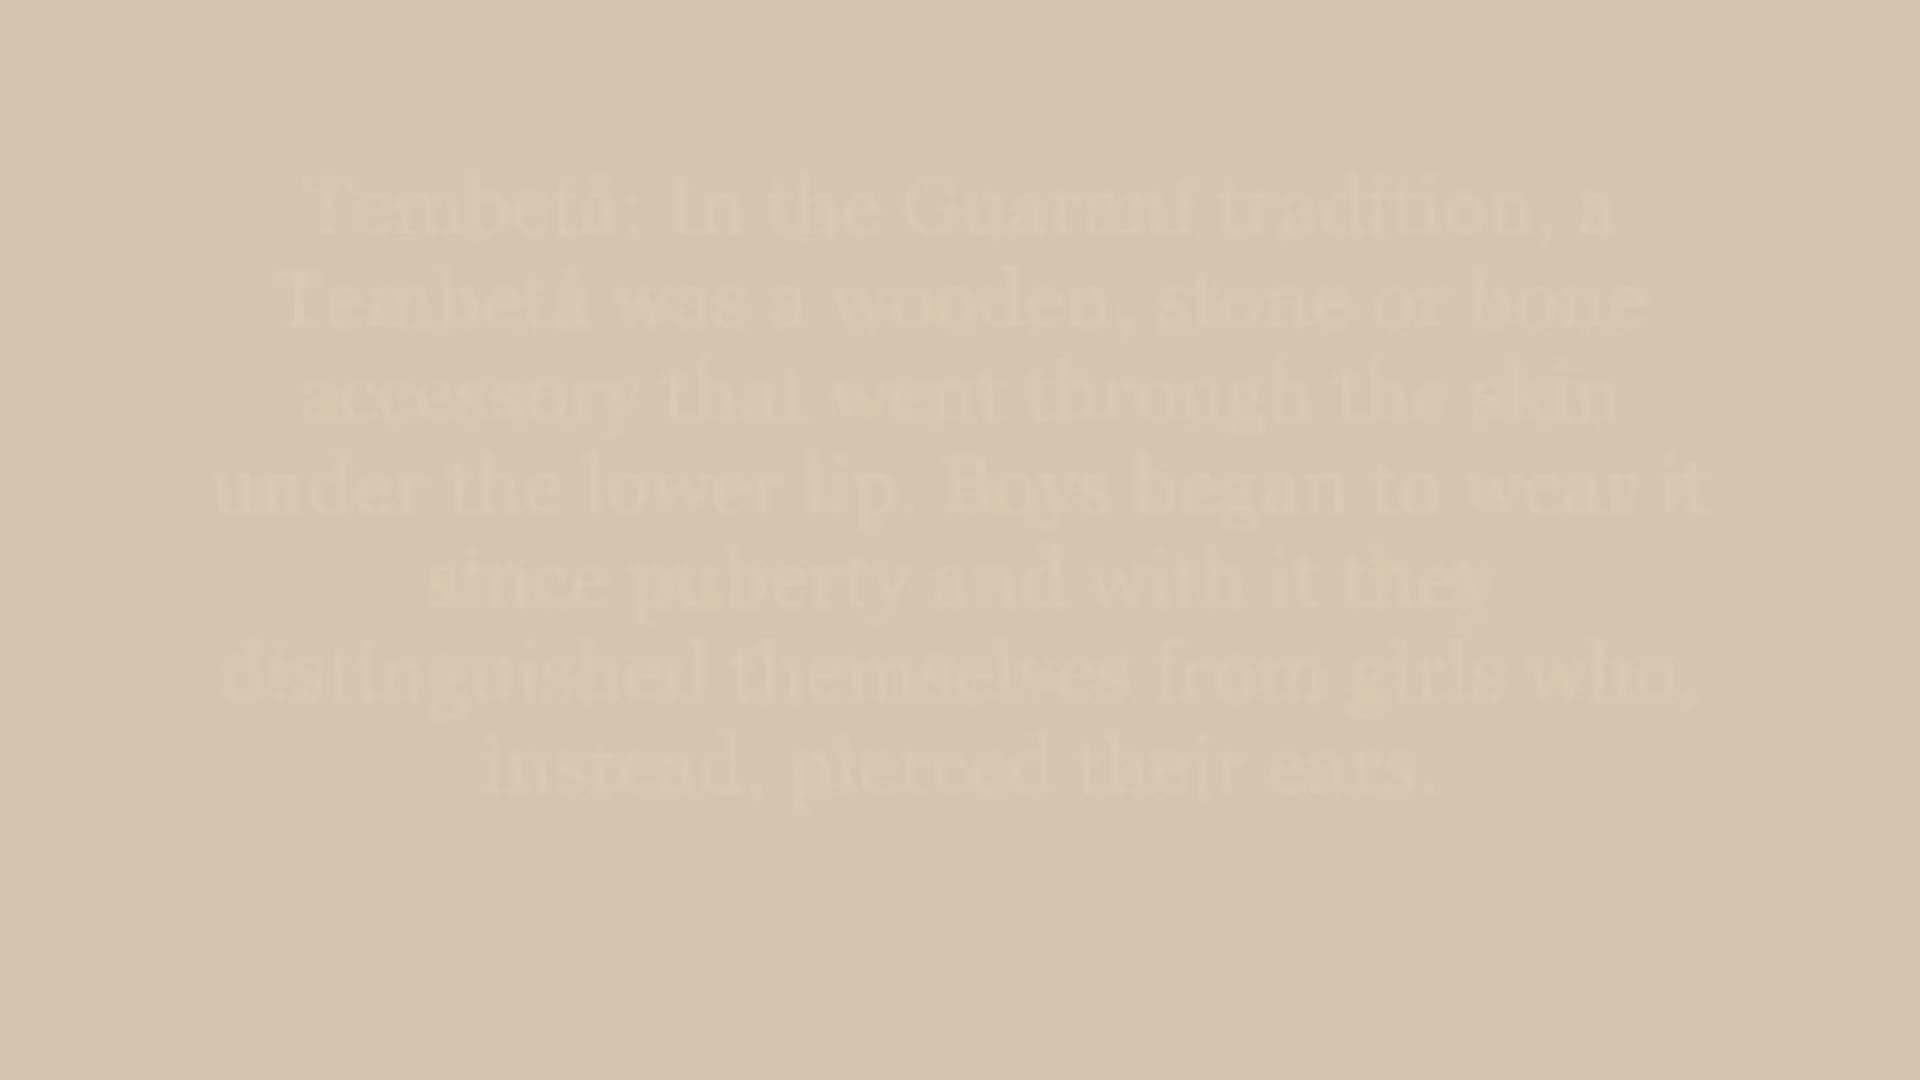 Tembetá: In the Guaraní tradition, a
Tembetá was a wooden, stone or bone
accessory that went through the skin
under the lower lip. Boys began to wear it
since puberty and with it they
distinguished themselves from girls who,
instead, pierced their ears.